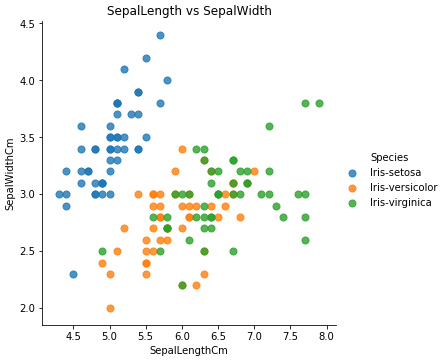 SepalLength vs SepalWidth
4.5
4.0
3.5
3.0
2.5
2.0
SepalWidthCm
4.5 5.0 5.5 6.0 6.5 7.0 7.5 8.0
SepalLengthCm
Species
Iris-setosa
Iris-versicolor
Iris-virginica